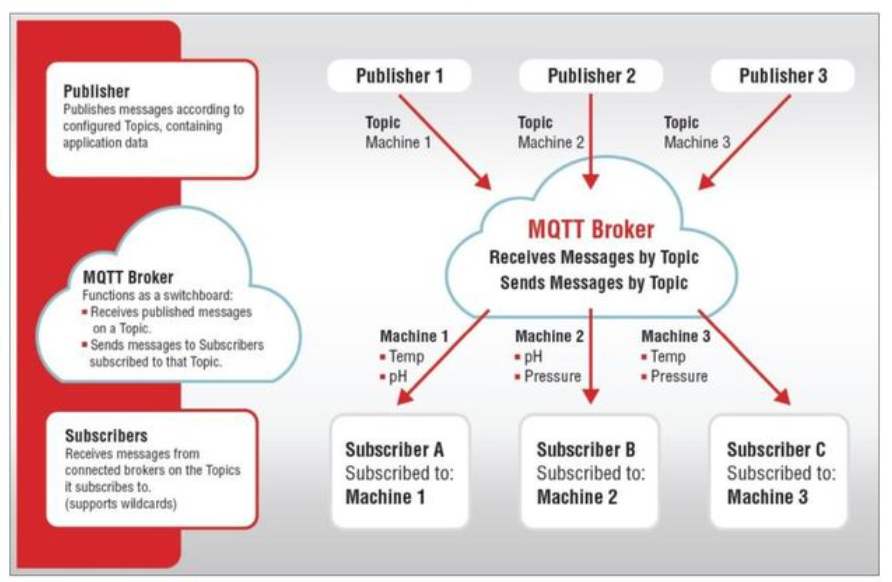 Publisher
Publishes messages according to
configured Topics, containing
application data
MQTT Broker
Functions as a switchboard:
▪ Receives published messages
on a Topic.
▪ Sends messages to Subscribers
subscribed to that Topic.
Subscribers
Receives messages from
connected brokers on the Topics
it subscribes to.
(supports wildcards)
Publisher 1
Publisher 2
Publisher 3
Topic
Machine 1
Topic
Machine 2
Topic
Machine 3
MQTT Broker
Receives Messages by Topic
Sends Messages by Topic
Machine 1
▪ Temp
▪ pH
Machine 2
▪ pH
▪ Pressure
Machine 3
▪ Temp
▪ Pressure
Subscriber A
Subscribed to:
Machine 1
Subscriber B
Subscribed to:
Machine 2
Subscriber C
Subscribed to:
Machine 3